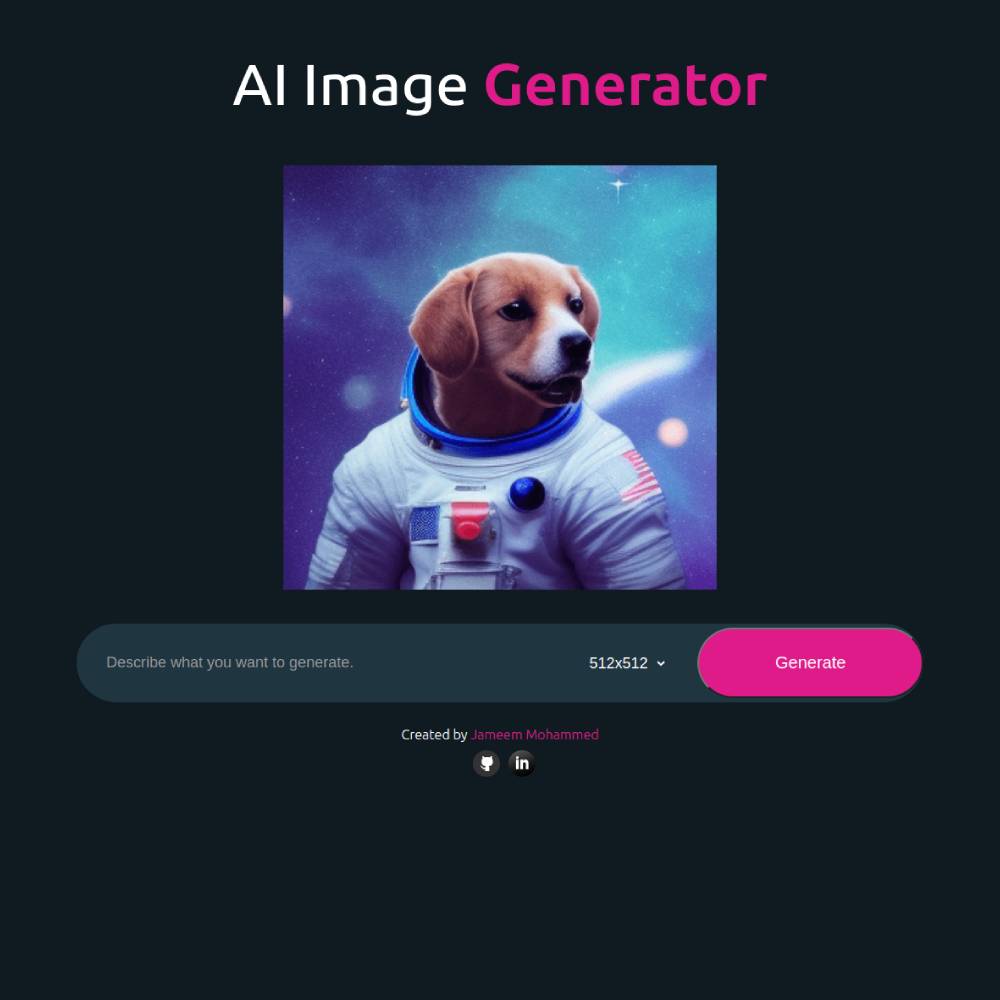 AI Image Generator
Describe what you want to generate.
512x512
Generate
Created by Jameem Mohammed
in